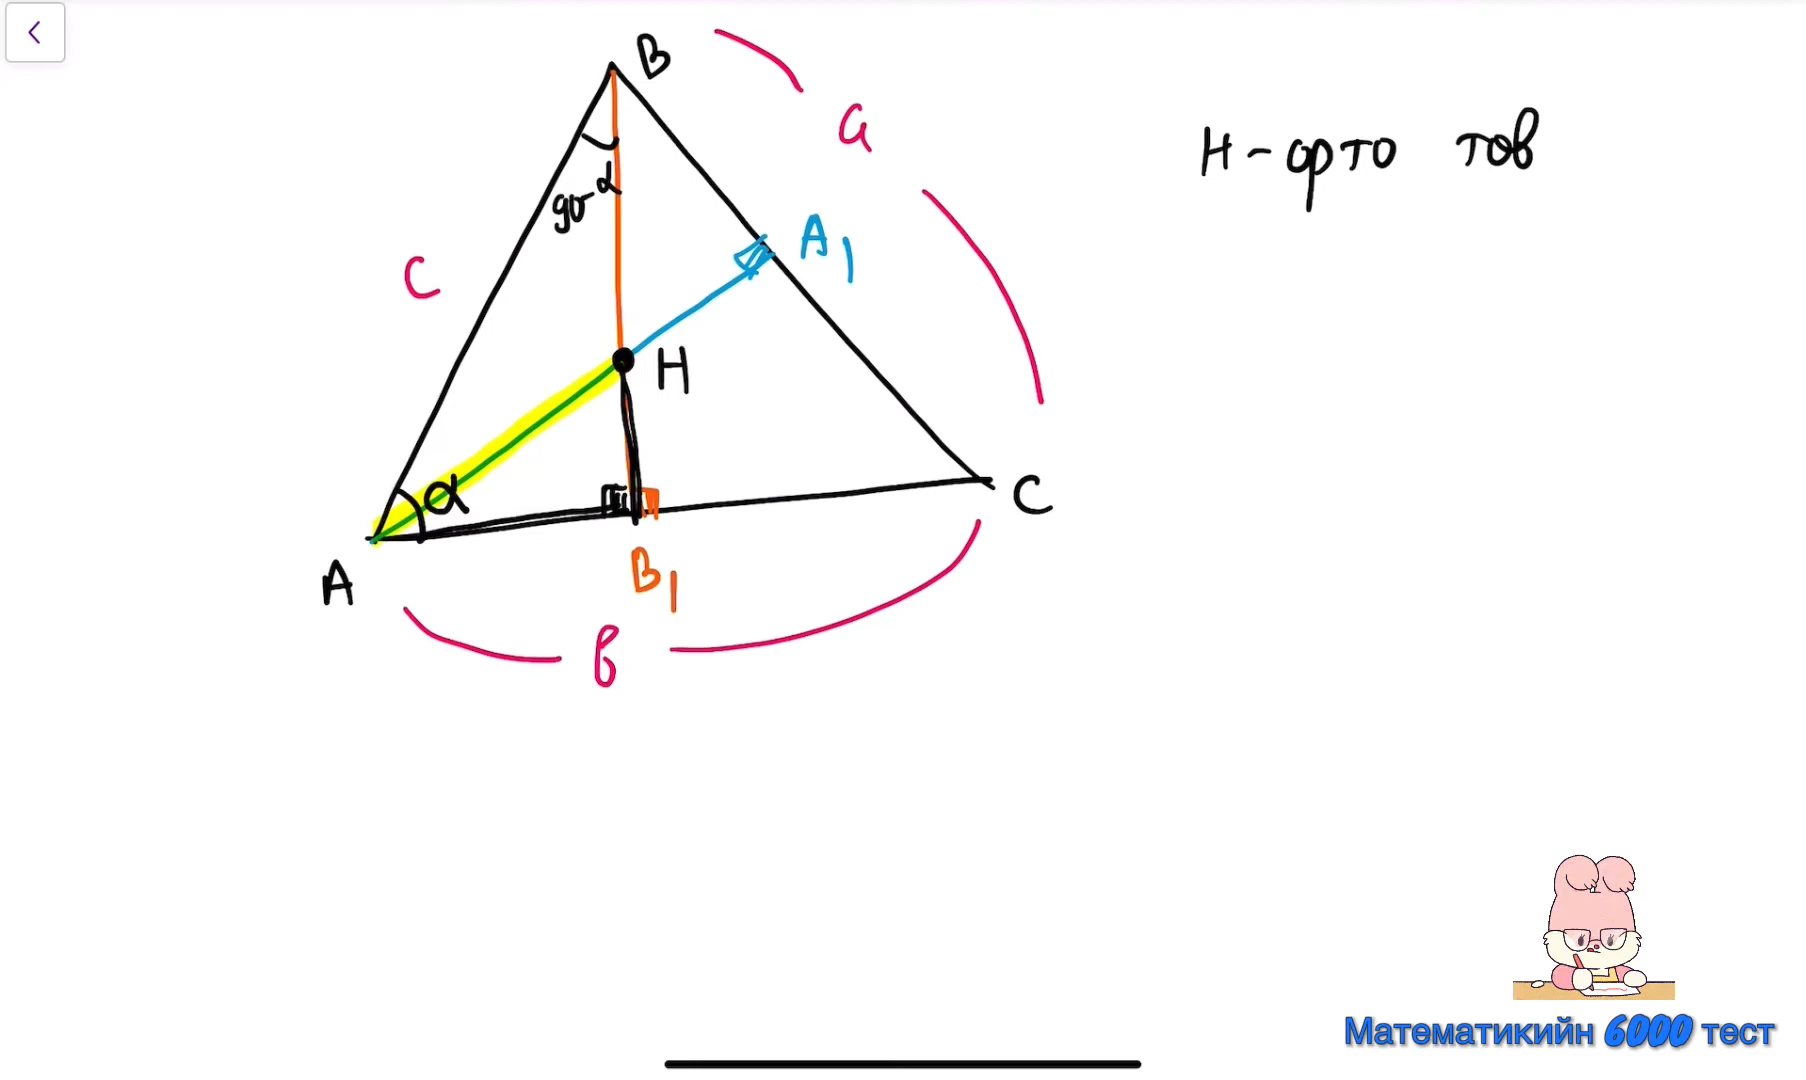 B
a
H - орто төв
90-α
A1
C
H
α
C
A
B1
в
Математикийн 6000 тест